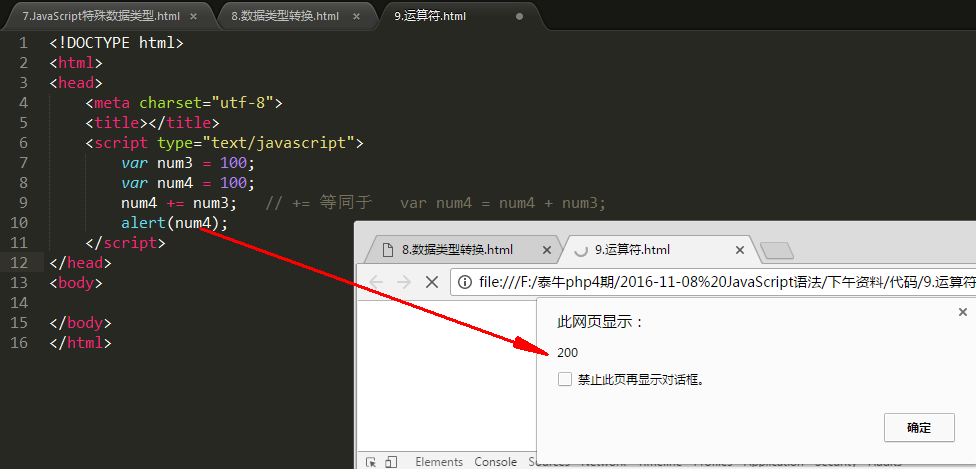 7.JavaScript特殊数据类型.html
8.数据类型转换.html
9.运算符.html
1 <!DOCTYPE html>
2 <html>
3 <head>
4 <meta charset="utf-8">
5 <title></title>
6 <script type="text/javascript">
7 var num3 = 100;
8 var num4 = 100;
9 num4 += num3; // += 等同于 var num4 = num4 + num3;
10 alert(num4);
11 </script>
12 </head>
13 <body>
14
15 </body>
16 </html>
8.数据类型转换.html
9.运算符.html
file:///F:/泰牛php4期/2016-11-08%20JavaScript语法/下午资料/代码/9.运算符
此网页显示：
200
禁止此页再显示对话框。
确定
Elements Console